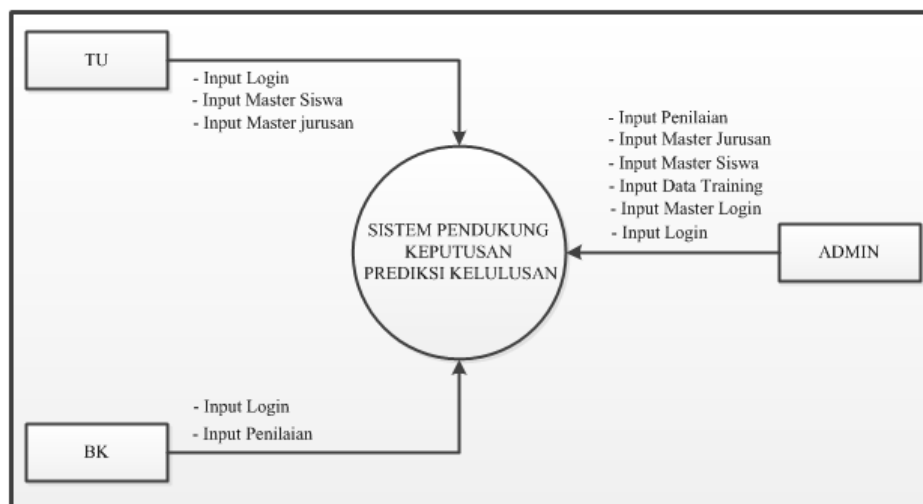 TU
- Input Login
- Input Master Siswa
- Input Master jurusan
- Input Penilaian
- Input Master Jurusan
- Input Master Siswa
- Input Data Training
- Input Master Login
- Input Login
SISTEM PENDUKUNG
KEPUTUSAN
PREDIKSI KELULUSAN
ADMIN
- Input Login
- Input Penilaian
BK